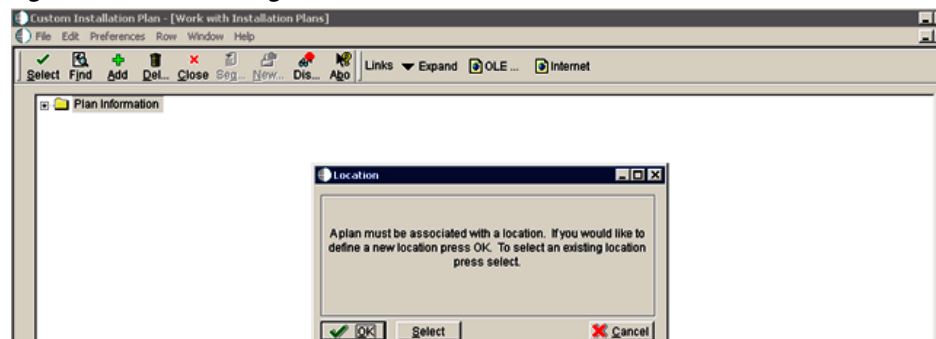 Custom Installation Plan - [Work with Installation Plans]
File Edit Preferences Row Window Help
Select Find Add Del... Close Seq... New... Dis... Abo Links Expand OLE ... Internet
Plan Information
Location
A plan must be associated with a location. If you would like to
define a new location press OK. To select an existing location
press select.
OK Select Cancel